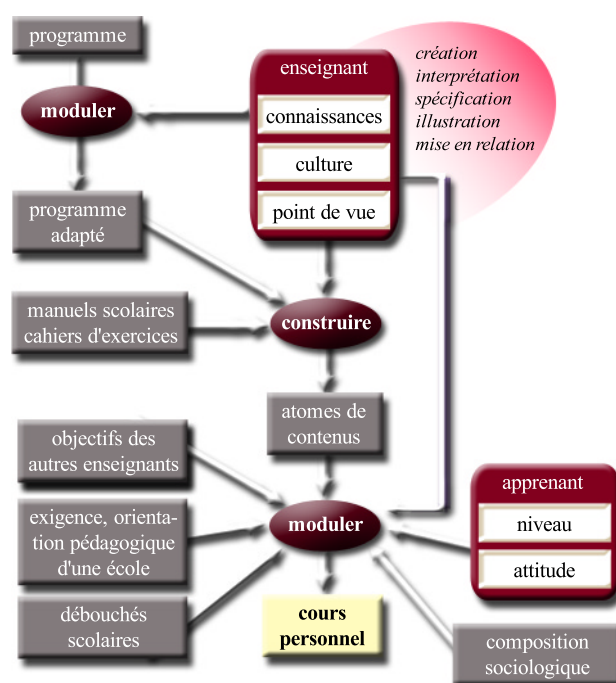 programme
enseignant
création
interprétation
spécification
illustration
mise en relation
moduler
connaissances
culture
point de vue
programme
adapté
manuels scolaires
cahiers d'exercices
construire
atomes de
contenus
objectifs des
autres enseignants
exigence, orienta-
tion pédagogique
d'une école
moduler
apprenant
niveau
attitude
débouchés
scolaires
cours
personnel
composition
sociologique